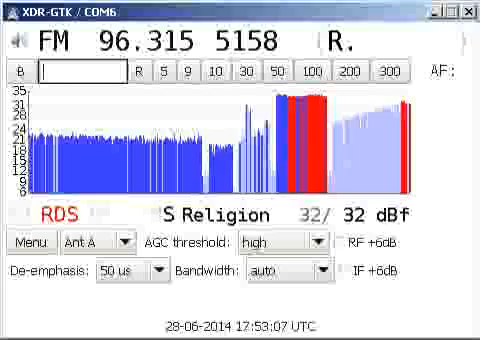 XDR-GTK / COM6
FM 96.315 5158 ( R. )
B R 5 9 10 30 50 100 200 300 AF:
35
31
28
24
21
18
15
12
9
6
RDS S Religion 32/ 32 dBf
Menu Ant A AGC threshold: high RF +6dB
De-emphasis: 50 us Bandwidth: auto IF +6dB
28-06-2014 17:53:07 UTC